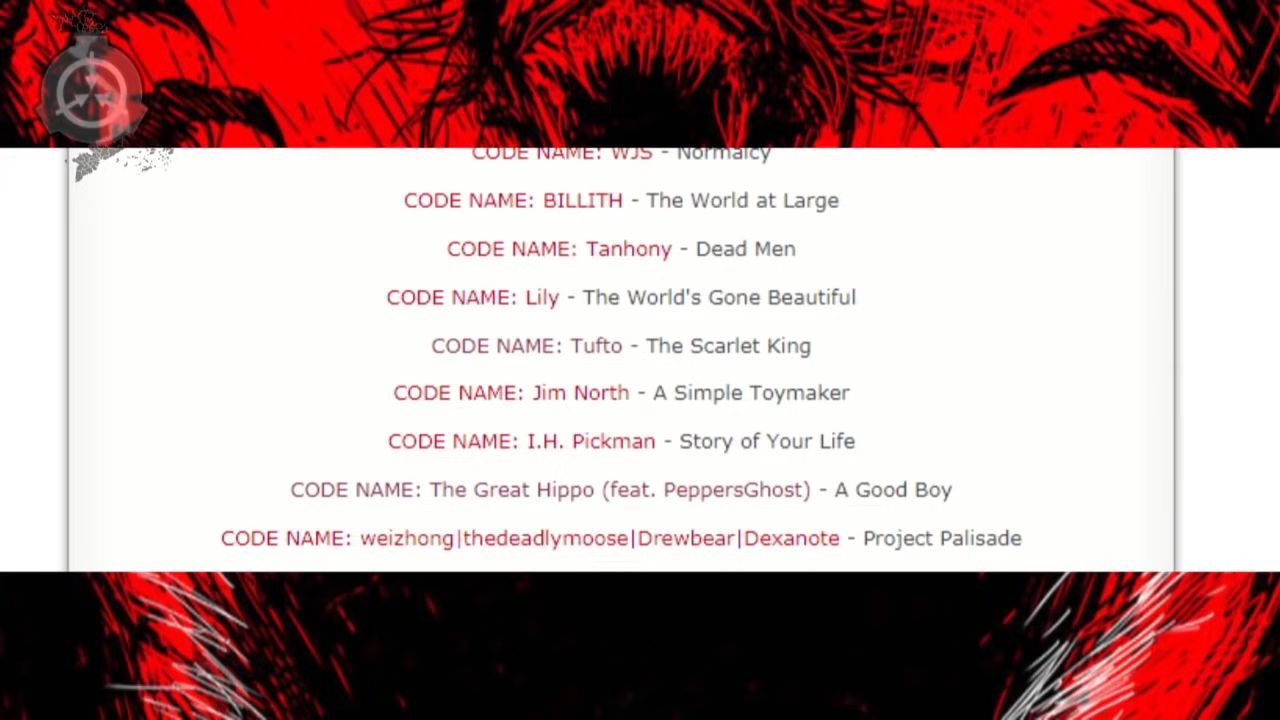 CODE NAME: WJS - Normalcy
CODE NAME: BILLITH - The World at Large
CODE NAME: Tanhony - Dead Men
CODE NAME: Lily - The World's Gone Beautiful
CODE NAME: Tufto - The Scarlet King
CODE NAME: Jim North - A Simple Toymaker
CODE NAME: I.H. Pickman - Story of Your Life
CODE NAME: The Great Hippo (feat. PeppersGhost) - A Good Boy
CODE NAME: weizhong|thedeadlymoose|Drewbear|Dexanote - Project Palisade